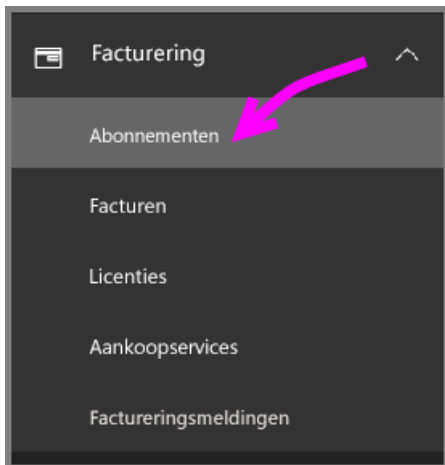 Facturering
Abonnementen
Facturen
Licenties
Aankoopservices
Factureringsmeldingen